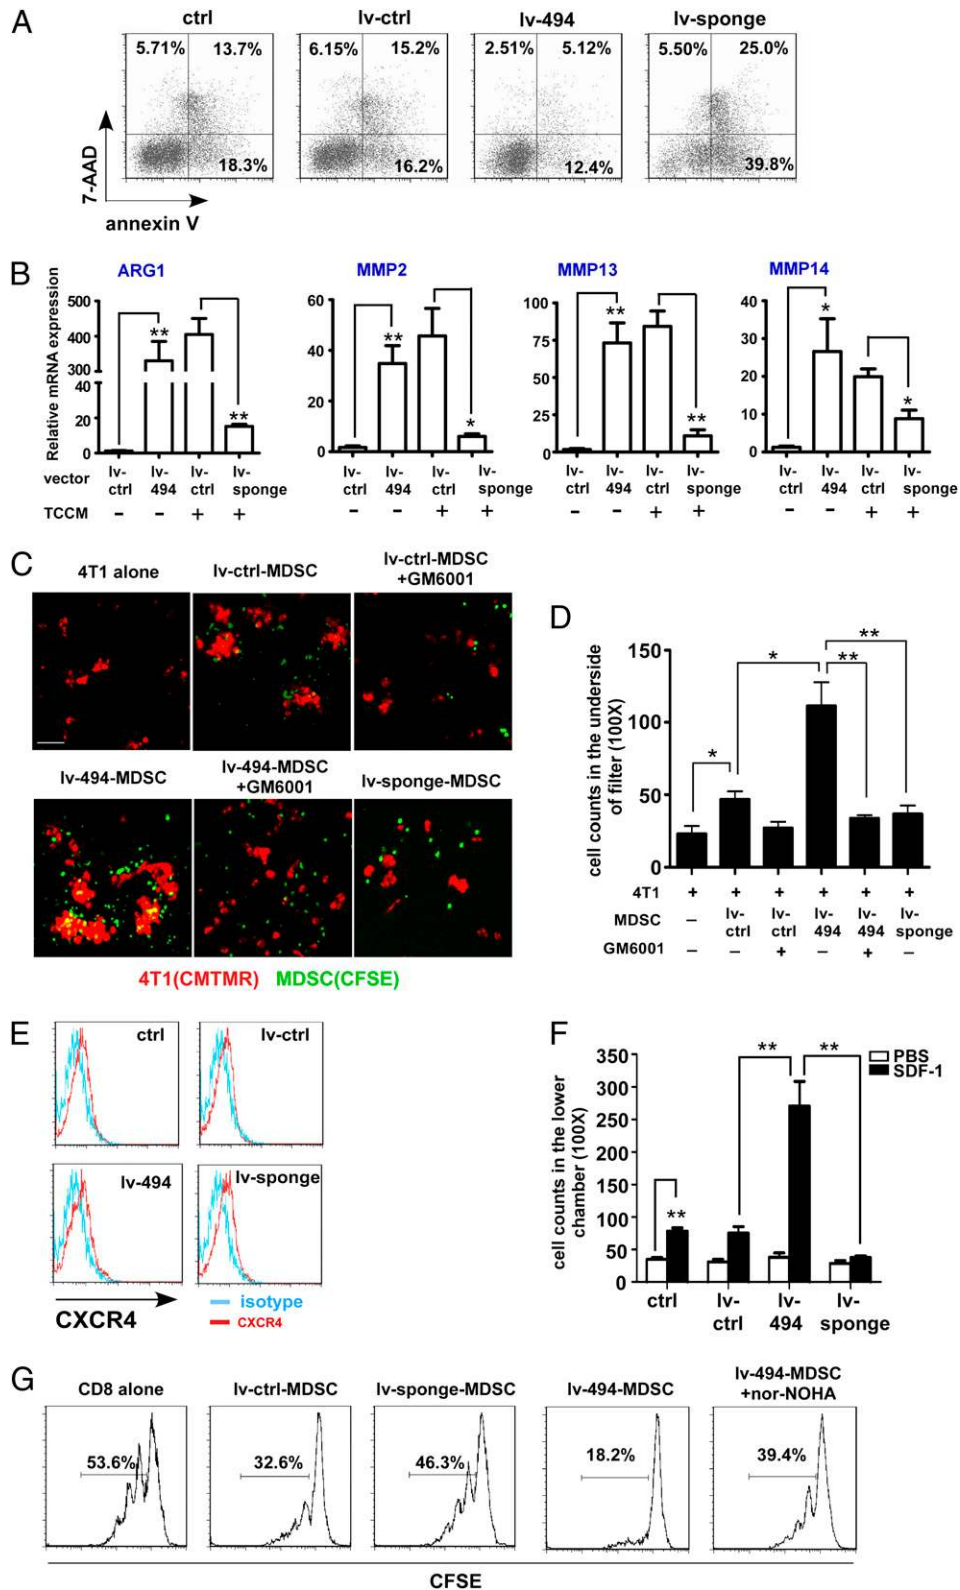 A
ctrl lv-ctrl lv-494 lv-sponge
5.71% 13.7% 6.15% 15.2% 2.51% 5.12% 5.50% 25.0%
18.3% 16.2% 12.4% 39.8%
7-AAD
annexin V
B
ARG1 MMP2 MMP13 MMP14
Relative mRNA expression
500
400
300
40
20
0
** **
60
40
20
0
** *
100
75
50
25
0
** **
40
30
20
10
0
* *
vector lv-ctrl lv-494 lv-ctrl lv-sponge lv-ctrl lv-494 lv-ctrl lv-sponge lv-ctrl lv-494 lv-ctrl lv-sponge lv-ctrl lv-494 lv-ctrl lv-sponge
TCCM − − + + − − + + − − + + − − + +
C
4T1 alone lv-ctrl-MDSC lv-ctrl-MDSC +GM6001
lv-494-MDSC lv-494-MDSC +GM6001 lv-sponge-MDSC
4T1(CMTMR) MDSC(CFSE)
D
cell counts in the underside of filter (100X)
150
100
50
0
* * ** **
4T1 + + + + + +
MDSC − lv-ctrl lv-ctrl lv-494 lv-494 lv-sponge
GM6001 − + − + −
E
ctrl lv-ctrl
lv-494 lv-sponge
CXCR4
isotype
CXCR4
F
cell counts in the lower chamber (100X)
350
300
250
200
150
100
50
0
** ** **
PBS
SDF-1
ctrl lv-ctrl lv-494 lv-sponge
G
CD8 alone lv-ctrl-MDSC lv-sponge-MDSC lv-494-MDSC lv-494-MDSC +nor-NOHA
53.6% 32.6% 46.3% 18.2% 39.4%
CFSE